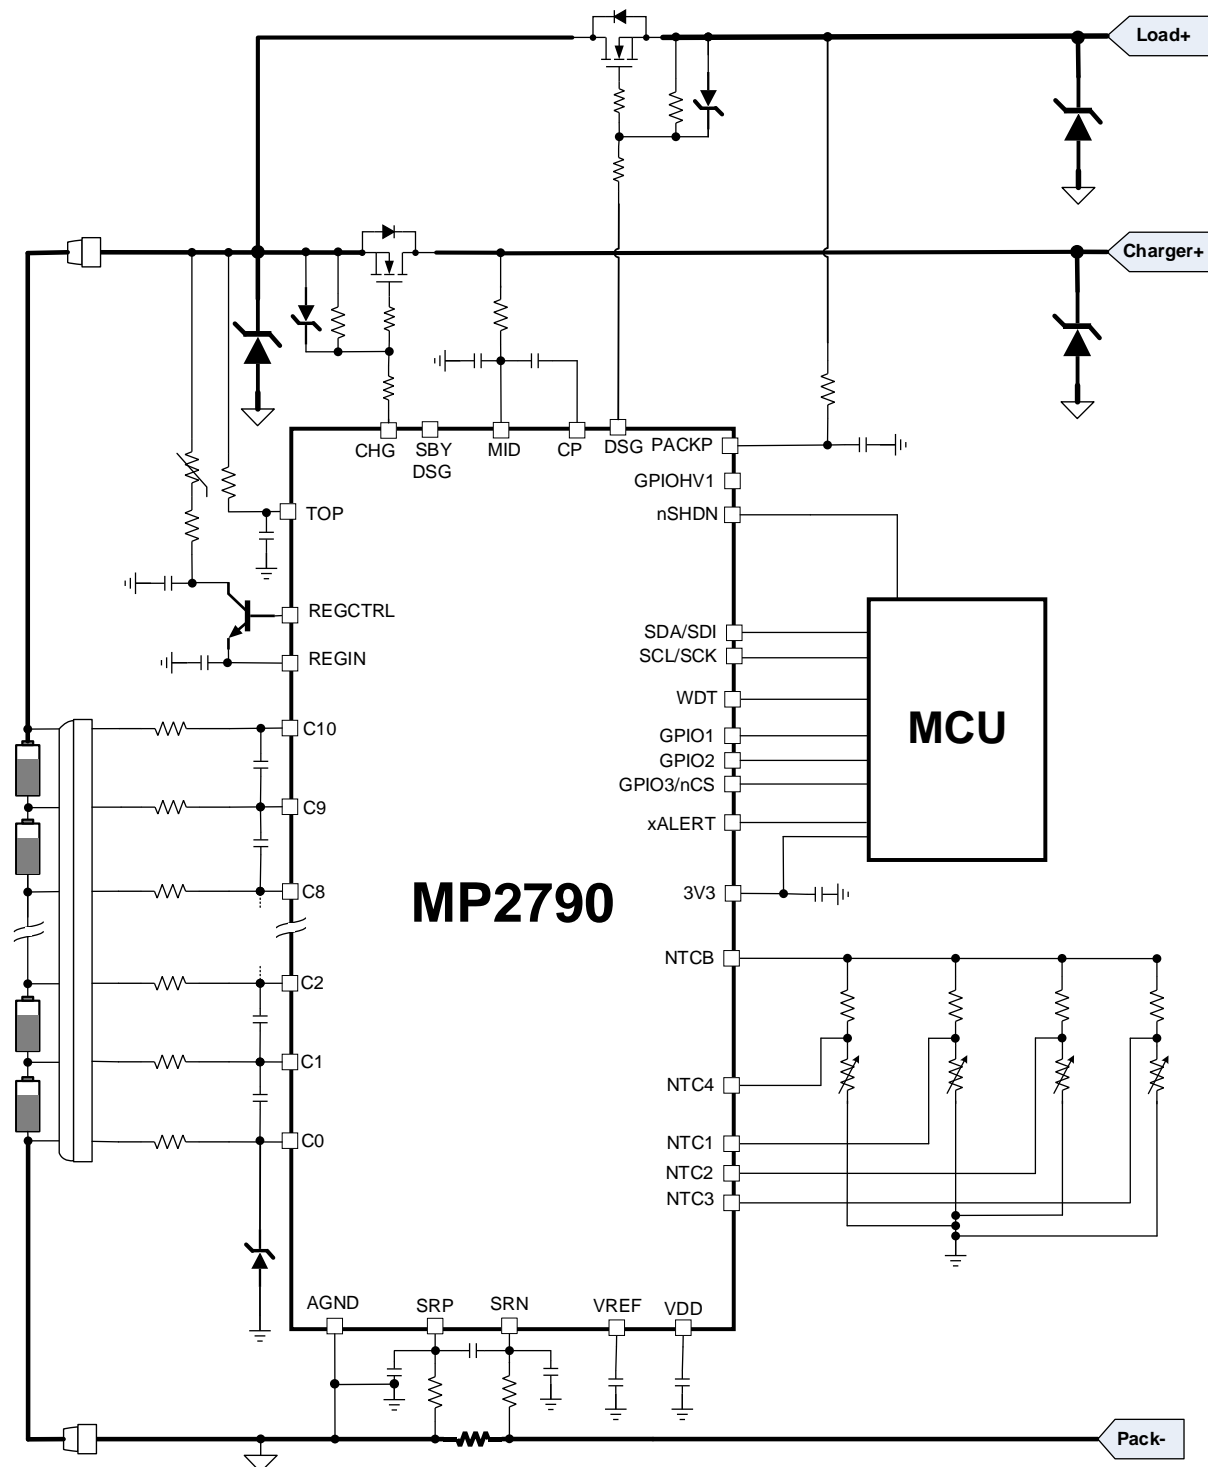 Load+
Charger+
CHG
SBY
DSG
MID
CP
DSG
PACKP
GPIOHV1
nSHDN
TOP
REGCTRL
REGIN
SDA/SDI
SCL/SCK
WDT
GPIO1
GPIO2
GPIO3/nCS
xALERT
3V3
MCU
C10
C9
C8
MP2790
NTCB
C2
C1
C0
NTC4
NTC1
NTC2
NTC3
AGND
SRP
SRN
VREF
VDD
Pack-